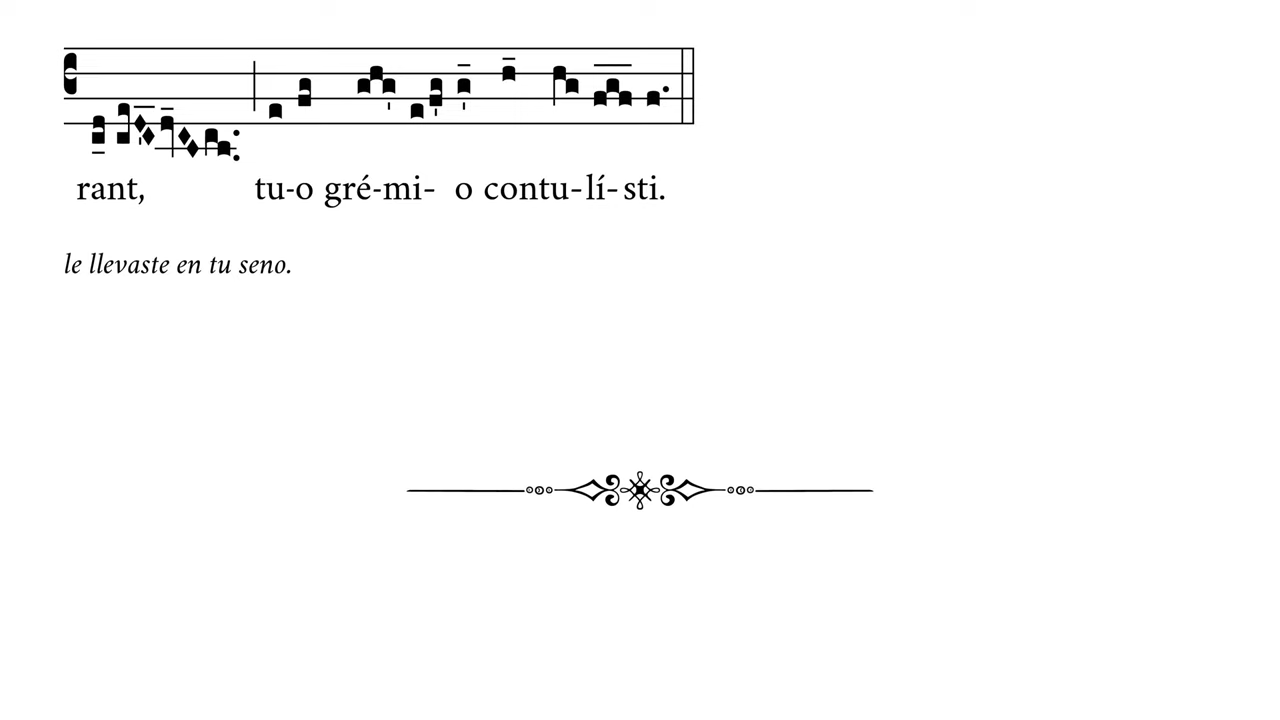 rant, tu-o gré-mi- o contu-lí-sti.
le llevaste en tu seno.